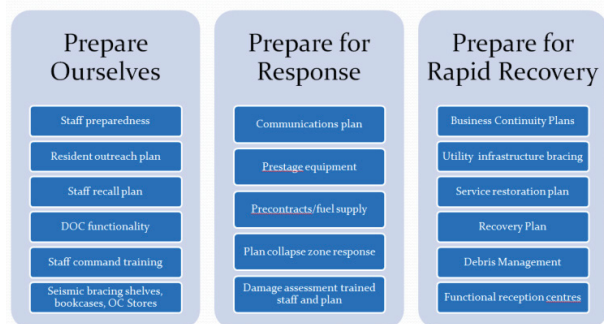 Prepare
Ourselves
Staff preparedness
Resident outreach plan
Staff recall plan
DOC functionality
Staff command training
Seismic bracing shelves,
bookcases, OC Stores
Prepare for
Response
Communications plan
Prestage equipment
Precontracts/fuel supply
Plan collapse zone response
Damage assessment trained
staff and plan
Prepare for
Rapid Recovery
Business Continuity Plans
Utility infrastructure bracing
Service restoration plan
Recovery Plan
Debris Management
Functional reception centres